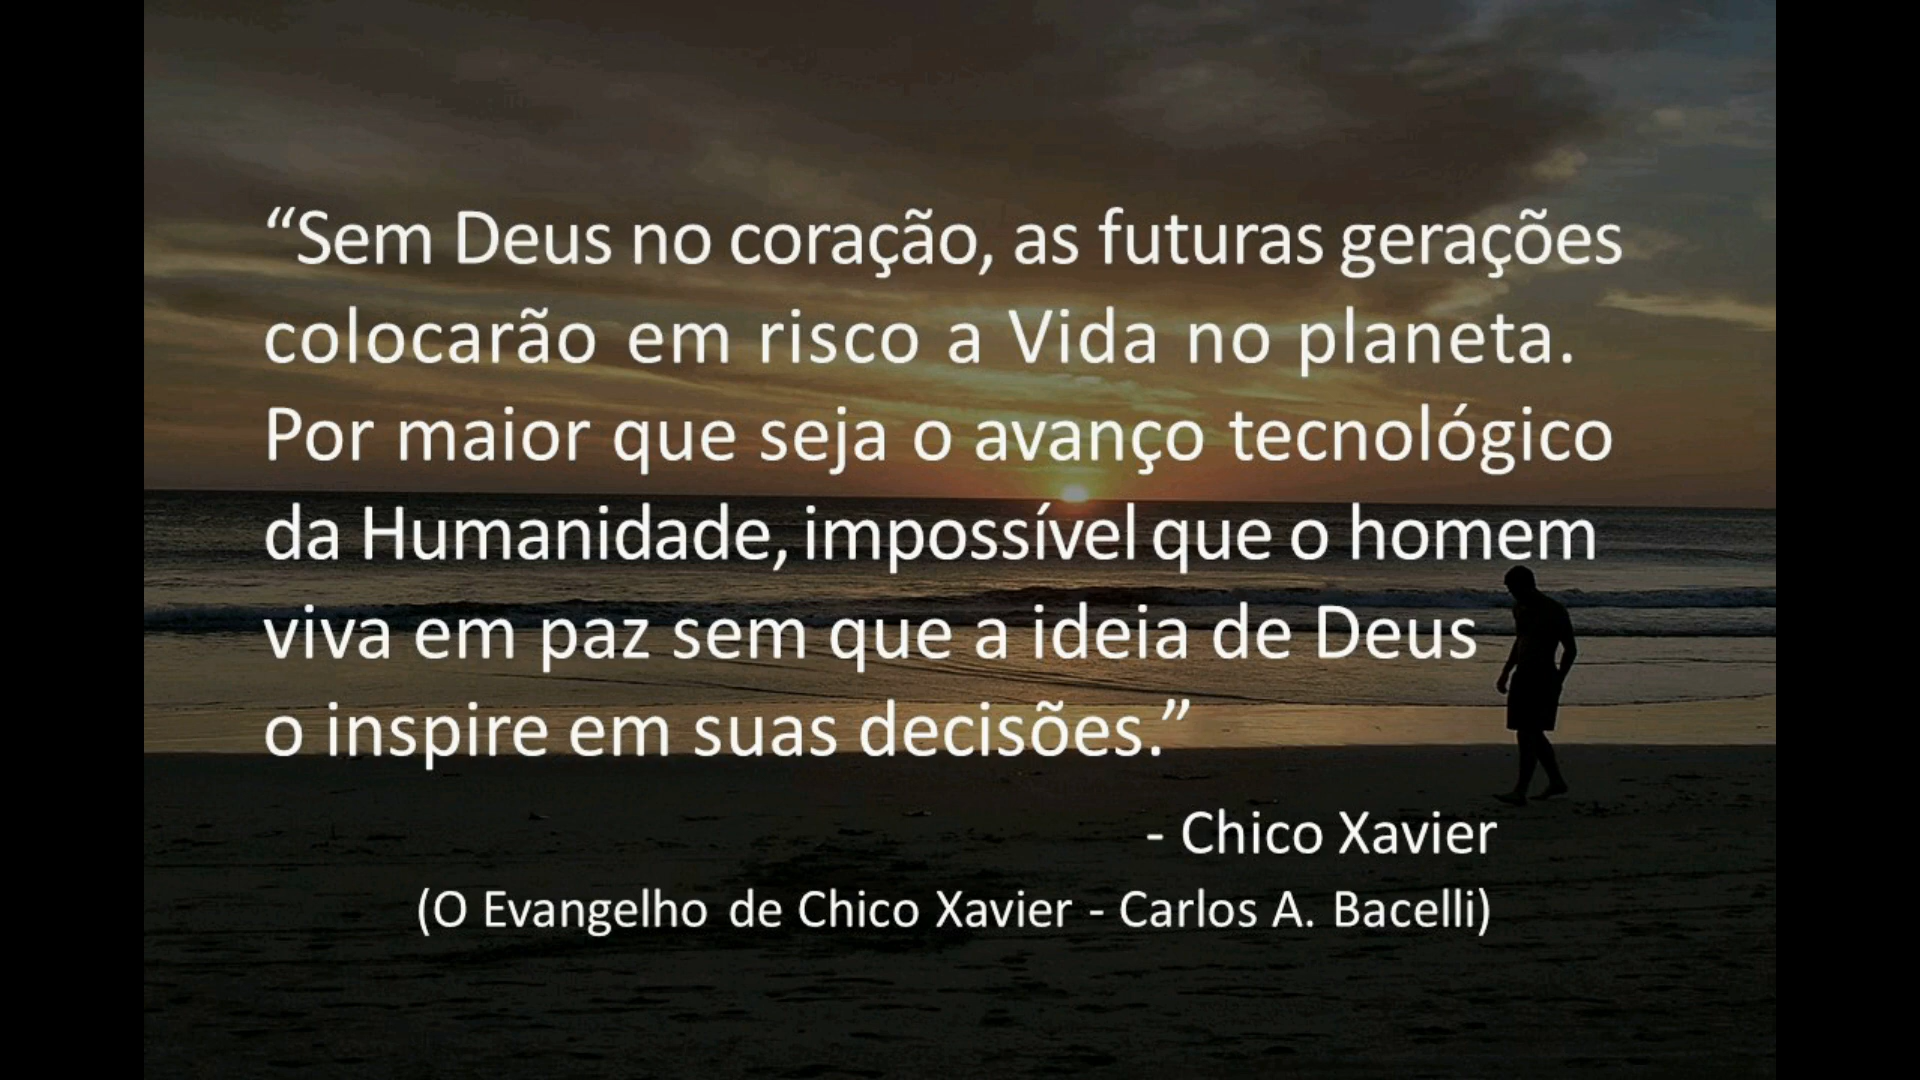 “Sem Deus no coração, as futuras gerações
colocarão em risco a Vida no planeta.
Por maior que seja o avanço tecnológico
da Humanidade, impossível que o homem
viva em paz sem que a ideia de Deus
o inspire em suas decisões.”
- Chico Xavier
(O Evangelho de Chico Xavier - Carlos A. Bacelli)